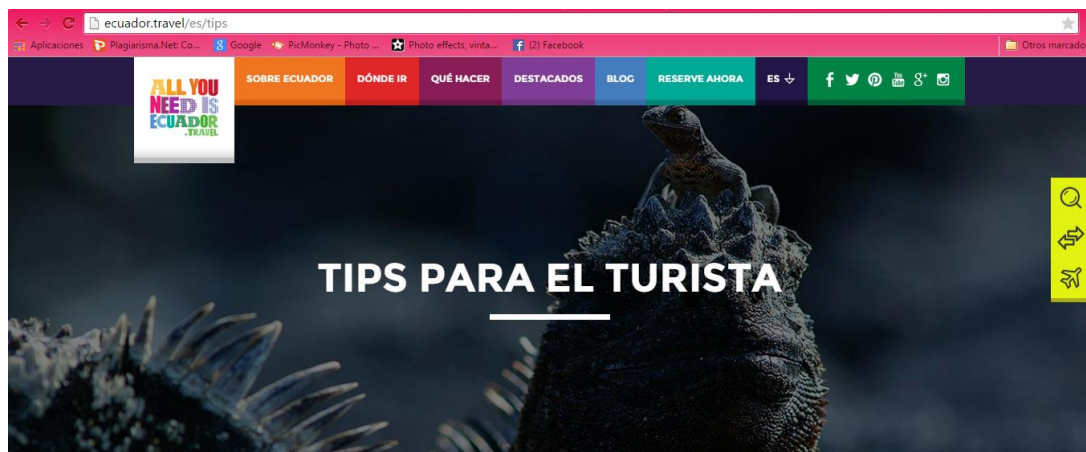 ecuador.travel/es/tips
Aplicaciones Plagiarisma.Net: Co... Google PicMonkey - Photo ... Photo effects, vinta... (2) Facebook Otros marcado
ALL YOU
NEED IS
ECUADOR
.TRAVEL
SOBRE ECUADOR DÓNDE IR QUÉ HACER DESTACADOS BLOG RESERVE AHORA ES
TIPS PARA EL TURISTA